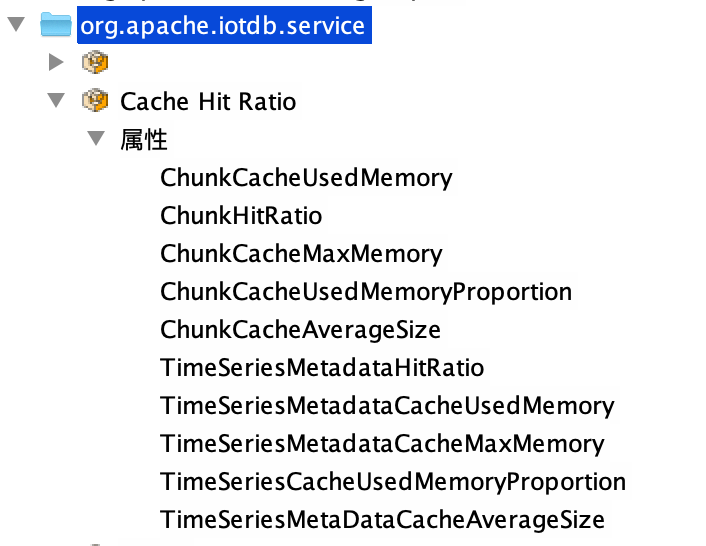 org.apache.iotdb.service
Cache Hit Ratio
属性
ChunkCacheUsedMemory
ChunkHitRatio
ChunkCacheMaxMemory
ChunkCacheUsedMemoryProportion
ChunkCacheAverageSize
TimeSeriesMetadataHitRatio
TimeSeriesMetadataCacheUsedMemory
TimeSeriesMetadataCacheMaxMemory
TimeSeriesCacheUsedMemoryProportion
TimeSeriesMetaDataCacheAverageSize